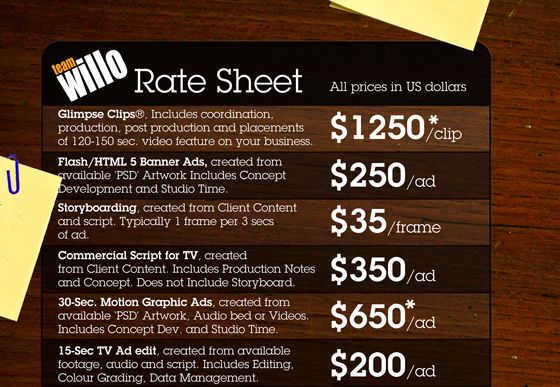 team
willo
Rate Sheet
All prices in US dollars
Glimpse Clips®, Includes coordination,
production, post production and placements
of 120-150 sec. video feature on your business.
$1250*/clip
Flash/HTML 5 Banner Ads, created from
available 'PSD' Artwork Includes Concept
Development and Studio Time.
$250/ad
Storyboarding, created from Client Content
and script. Typically 1 frame per 3 secs
of ad.
$35/frame
Commercial Script for TV, created
from Client Content. Includes Production Notes
and Concept. Does not Include Storyboard.
$350/ad
30-Sec. Motion Graphic Ads, created from
available 'PSD' Artwork, Audio bed or Videos.
Includes Concept Dev. and Studio Time.
$650*/ad
15-Sec TV Ad edit, created from available
footage, audio and script. Includes Editing,
Colour Grading, Data Management.
$200/ad